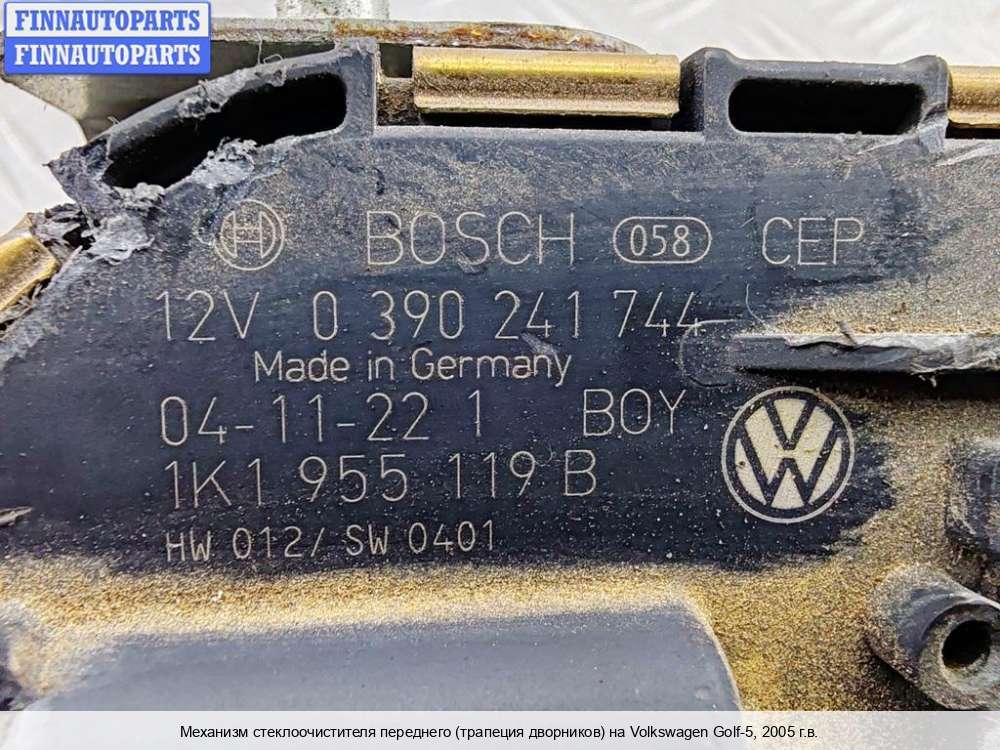 FINNAUTOPARTS
FINNAUTOPARTS
BOSCH 058 CEP
12V 0 390 241 744
Made in Germany
04-11-22 1 BOY
1K1 955 119 B
HW 012/ SW 0401
Механизм стеклоочистителя переднего (трапеция дворников) на Volkswagen Golf-5, 2005 г.в.